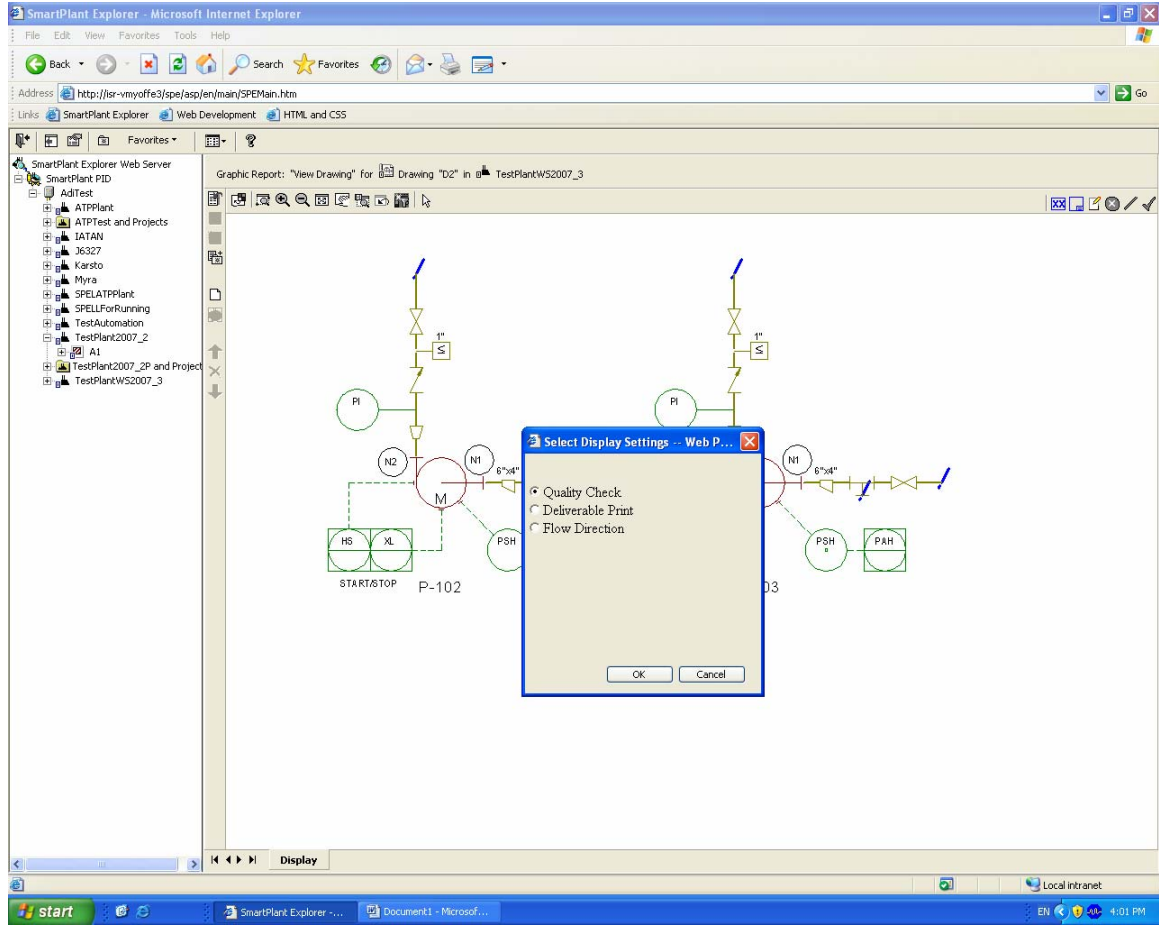 SmartPlant Explorer - Microsoft Internet Explorer
File Edit View Favorites Tools Help
Back Search Favorites
Address http://isr-vmyoffe3/spe/asp/en/main/SPEMain.htm Go
Links SmartPlant Explorer Web Development HTML and CSS
Favorites
SmartPlant Explorer Web Server
SmartPlant PID
AdiTest
ATPPlant
ATPTest and Projects
IATAN
J6327
Karsto
Myra
SPELATPPlant
SPELLForRunning
TestAutomation
TestPlant2007_2
A1
TestPlant2007_2P and Project
TestPlantWS2007_3
Graphic Report: "View Drawing" for Drawing "D2" in TestPlantWS2007_3
XX
1" 1"
≤ ≤
PI PI
N2 N1 6"x4" N1 6"x4"
M
HS XL PSH PSH PAH
START/STOP P-102 03
Select Display Settings -- Web P...
Quality Check
Deliverable Print
Flow Direction
OK Cancel
Display
Local intranet
start SmartPlant Explorer -... Document1 - Microsof... EN 4:01 PM